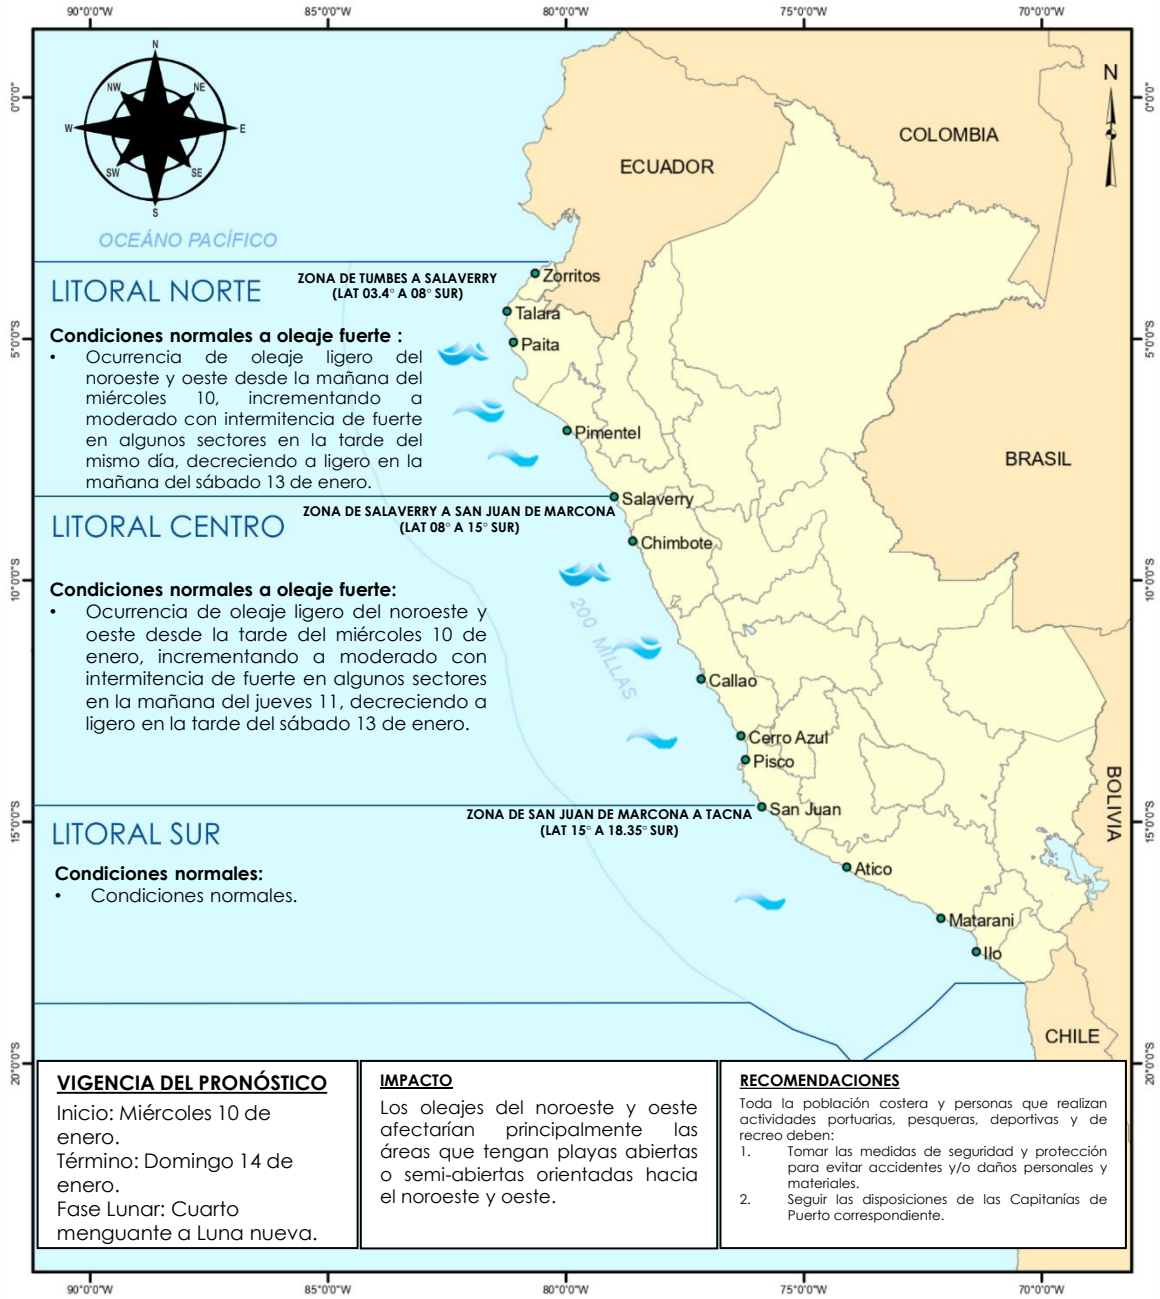 90°0'0"W 85°0'0"W 80°0'0"W 75°0'0"W 70°0'0"W
N
NW NE
W E
SW SE
S
N
0°0'0" 0°0'0"
COLOMBIA
ECUADOR
OCEÁNO PACÍFICO
LITORAL NORTE
ZONA DE TUMBES A SALAVERRY
(LAT 03.4° A 08° SUR)
Zorritos
Talara
Paita
5°0'0"S 5°0'0"S
Condiciones normales a oleaje fuerte :
• Ocurrencia de oleaje ligero del
noroeste y oeste desde la mañana del
miércoles 10, incrementando a
moderado con intermitencia de fuerte
en algunos sectores en la tarde del
mismo día, decreciendo a ligero en la
mañana del sábado 13 de enero.
Pimentel
BRASIL
Salaverry
LITORAL CENTRO
ZONA DE SALAVERRY A SAN JUAN DE MARCONA
(LAT 08° A 15° SUR)
Chimbote
10°0'0"S 10°0'0"S
Condiciones normales a oleaje fuerte:
• Ocurrencia de oleaje ligero del noroeste y
oeste desde la tarde del miércoles 10 de
enero, incrementando a moderado con
intermitencia de fuerte en algunos sectores
en la mañana del jueves 11, decreciendo a
ligero en la tarde del sábado 13 de enero.
200 MILLAS
Callao
Cerro Azul
Pisco
BOLIVIA
San Juan
15°0'0"S 15°0'0"S
LITORAL SUR
ZONA DE SAN JUAN DE MARCONA A TACNA
(LAT 15° A 18.35° SUR)
Condiciones normales:
• Condiciones normales.
Atico
Matarani
Ilo
CHILE
20°0'0"S 20°0'0"S
VIGENCIA DEL PRONÓSTICO
Inicio: Miércoles 10 de
enero.
Término: Domingo 14 de
enero.
Fase Lunar: Cuarto
menguante a Luna nueva.
IMPACTO
Los oleajes del noroeste y oeste
afectarían principalmente las
áreas que tengan playas abiertas
o semi-abiertas orientadas hacia
el noroeste y oeste.
RECOMENDACIONES
Toda la población costera y personas que realizan
actividades portuarias, pesqueras, deportivas y de
recreo deben:
1. Tomar las medidas de seguridad y protección
para evitar accidentes y/o daños personales y
materiales.
2. Seguir las disposiciones de las Capitanías de
Puerto correspondiente.
90°0'0"W 85°0'0"W 80°0'0"W 75°0'0"W 70°0'0"W